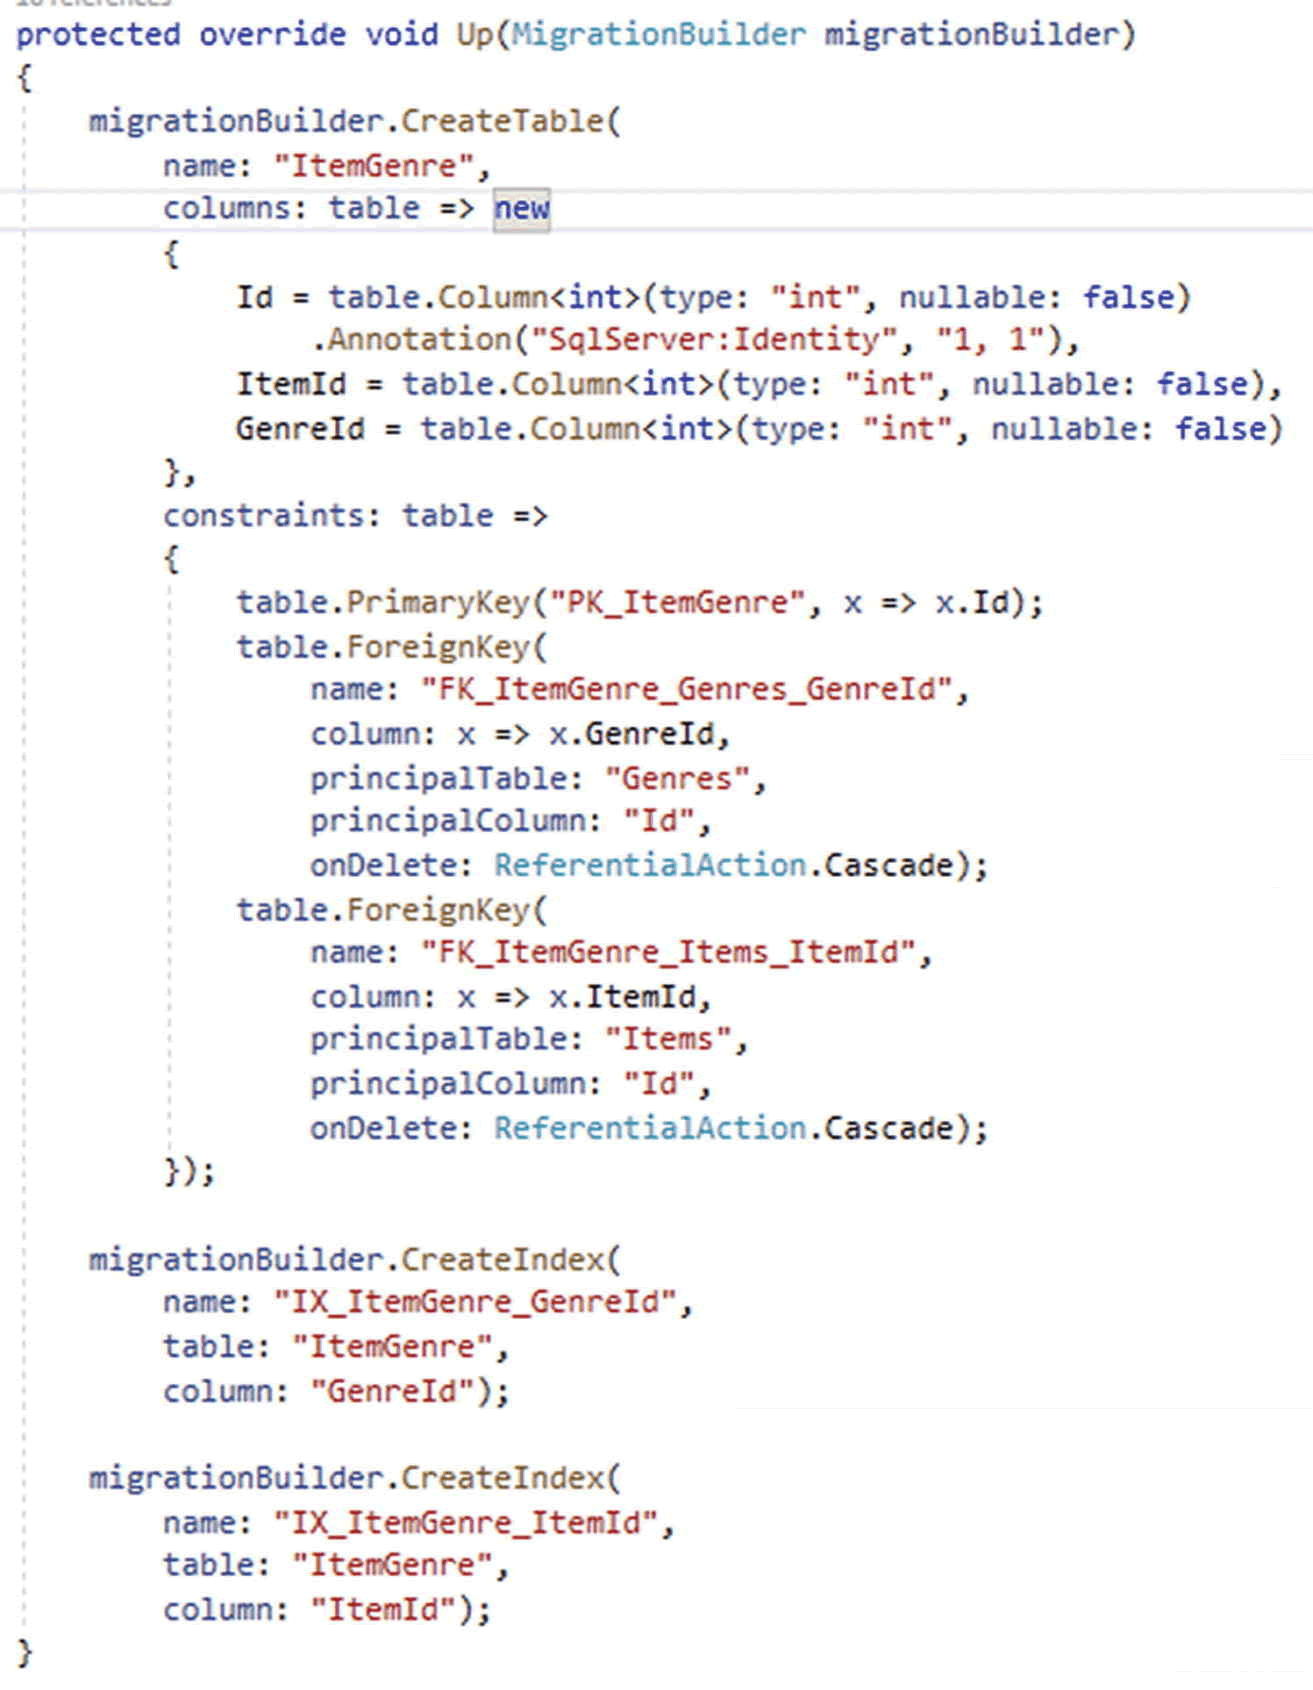 protected override void Up(MigrationBuilder migrationBuilder)
{
    migrationBuilder.CreateTable(
        name: "ItemGenre",
        columns: table => new
        {
            Id = table.Column<int>(type: "int", nullable: false)
                .Annotation("SqlServer:Identity", "1, 1"),
            ItemId = table.Column<int>(type: "int", nullable: false),
            GenreId = table.Column<int>(type: "int", nullable: false)
        },
        constraints: table =>
        {
            table.PrimaryKey("PK_ItemGenre", x => x.Id);
            table.ForeignKey(
                name: "FK_ItemGenre_Genres_GenreId",
                column: x => x.GenreId,
                principalTable: "Genres",
                principalColumn: "Id",
                onDelete: ReferentialAction.Cascade);
            table.ForeignKey(
                name: "FK_ItemGenre_Items_ItemId",
                column: x => x.ItemId,
                principalTable: "Items",
                principalColumn: "Id",
                onDelete: ReferentialAction.Cascade);
        });

    migrationBuilder.CreateIndex(
        name: "IX_ItemGenre_GenreId",
        table: "ItemGenre",
        column: "GenreId");

    migrationBuilder.CreateIndex(
        name: "IX_ItemGenre_ItemId",
        table: "ItemGenre",
        column: "ItemId");
}